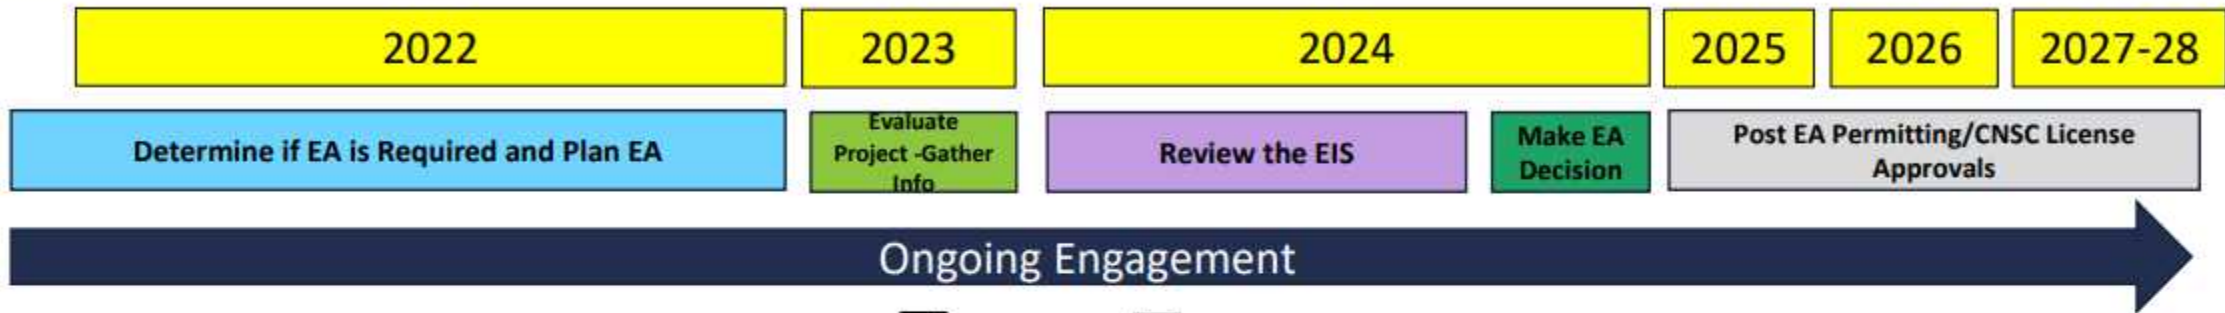 2022 2023 2024 2025 2026 2027-28
Determine if EA is Required and Plan EA
Evaluate
Project -Gather
Info
Review the EIS
Make EA
Decision
Post EA Permitting/CNSC License
Approvals
Ongoing Engagement